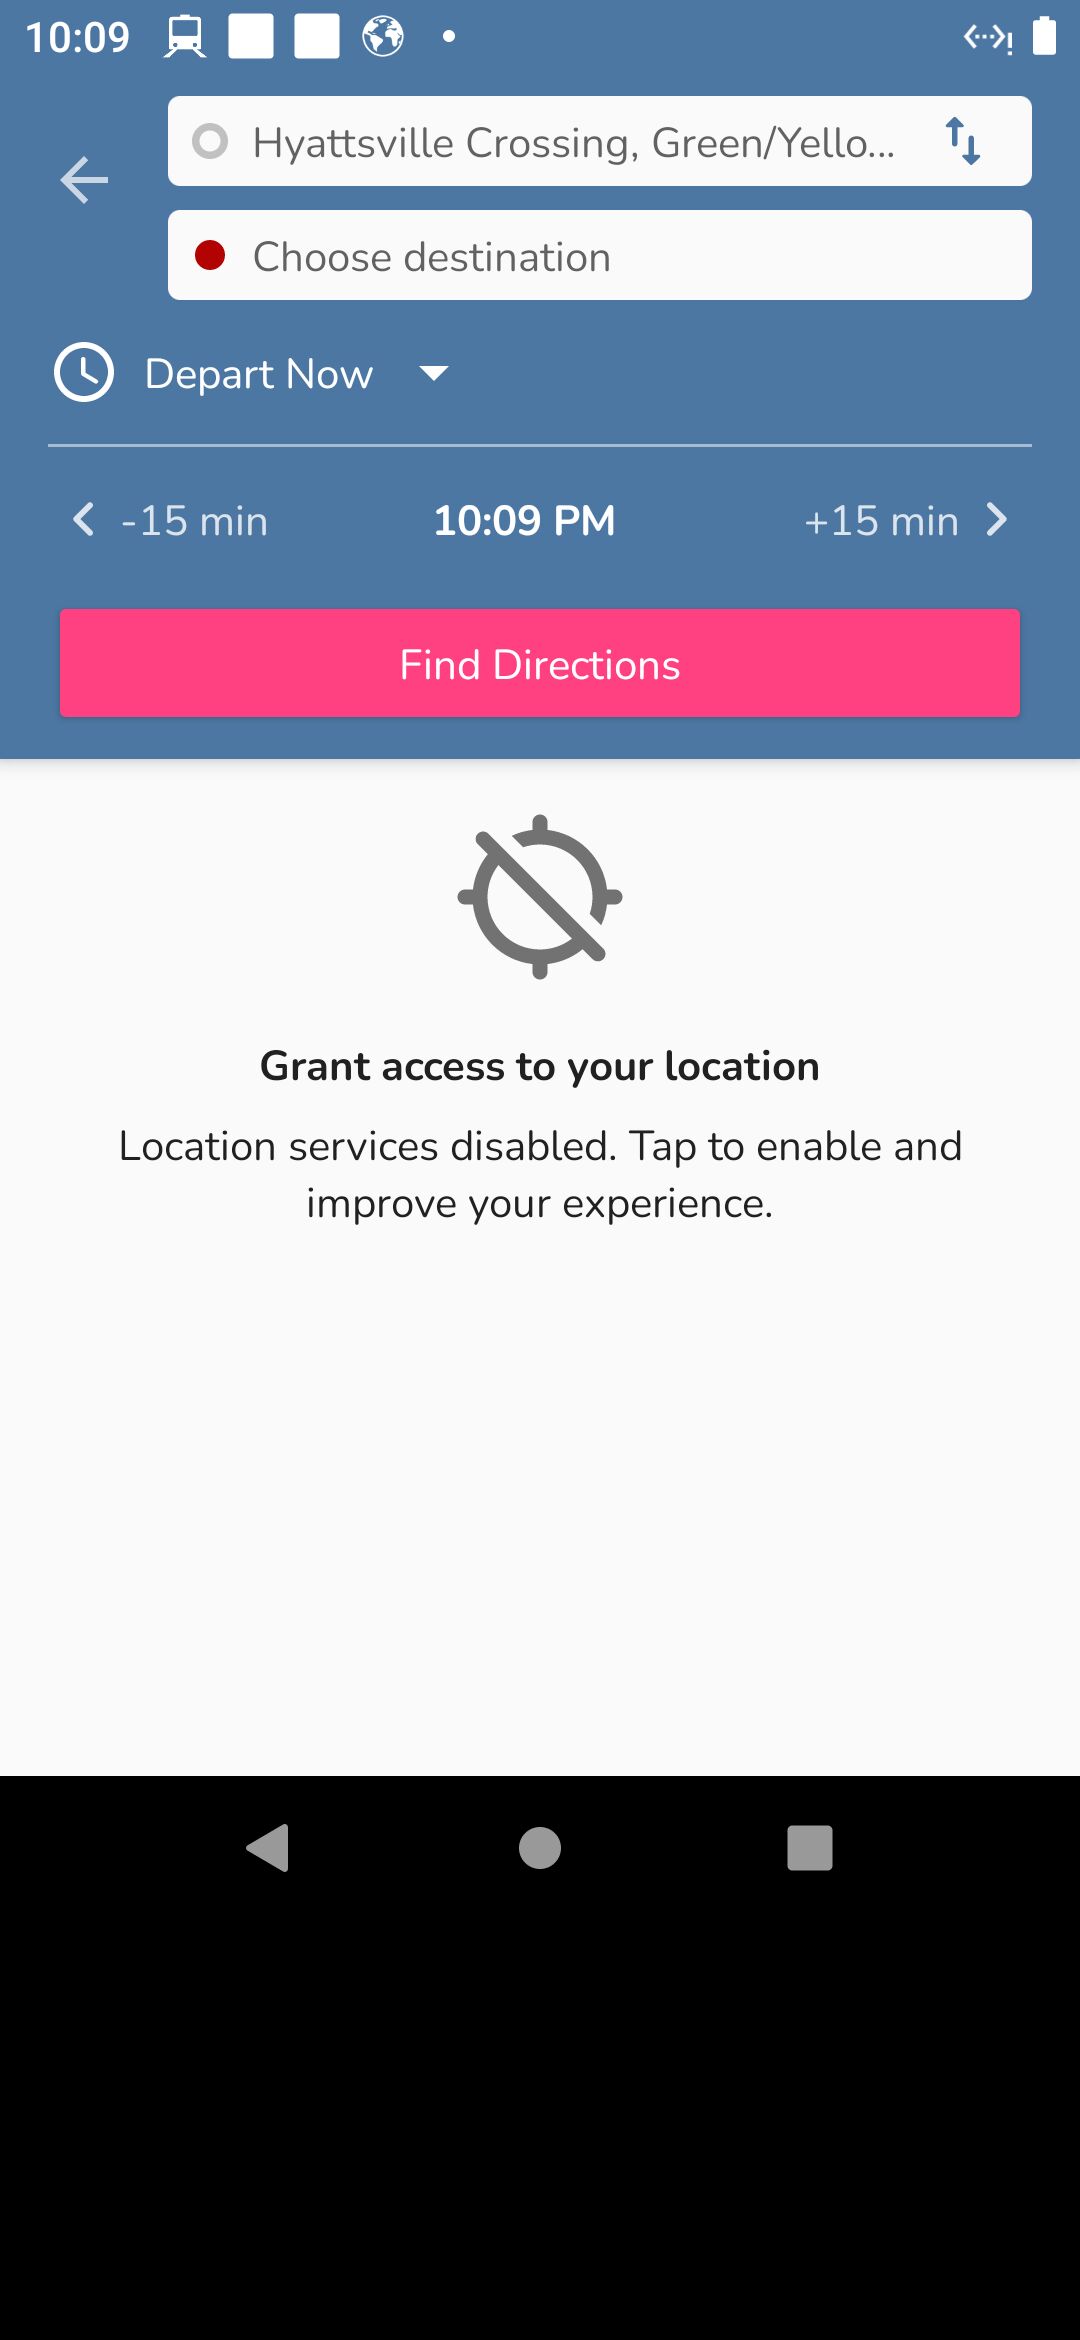 10:09
Hyattsville Crossing, Green/Yello...
Choose destination
Depart Now
-15 min 10:09 PM +15 min
Find Directions
Grant access to your location
Location services disabled. Tap to enable and
improve your experience.